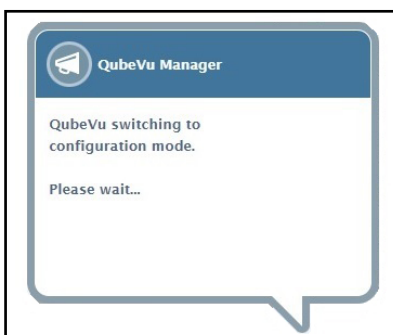 QubeVu Manager
QubeVu switching to
configuration mode.
Please wait...